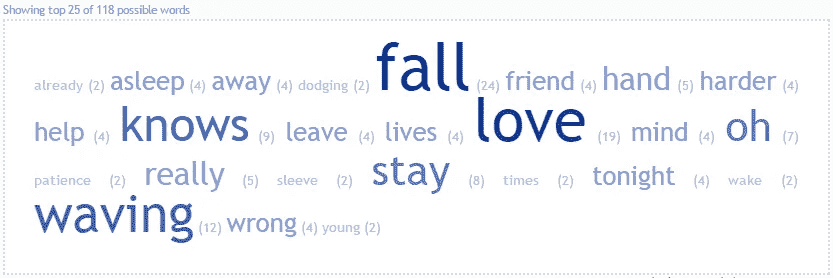 Showing top 25 of 118 possible words
already (2) asleep (4) away (4) dodging (2) fall (24) friend (4) hand (5) harder (4)
help (4) knows (9) leave (4) lives (4) love (19) mind (4) oh (7)
patience (2) really (5) sleeve (2) stay (8) times (2) tonight (4) wake (2)
waving (12) wrong (4) young (2)